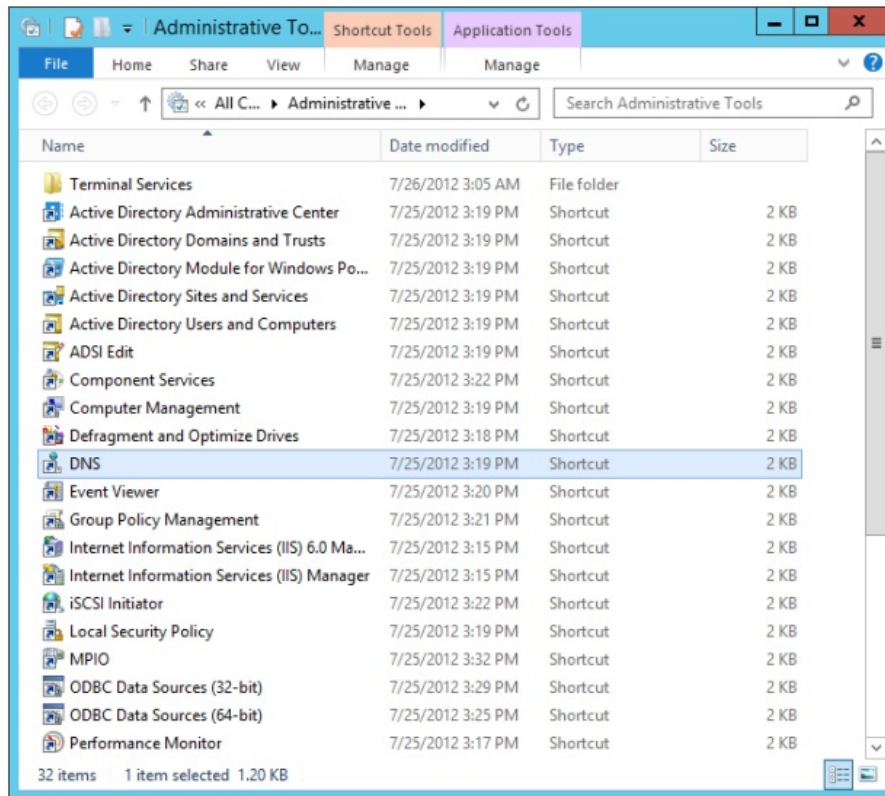 Administrative To... Shortcut Tools Application Tools
File Home Share View Manage Manage
« All C... Administrative ... Search Administrative Tools
Name Date modified Type Size
Terminal Services 7/26/2012 3:05 AM File folder
Active Directory Administrative Center 7/25/2012 3:19 PM Shortcut 2 KB
Active Directory Domains and Trusts 7/25/2012 3:19 PM Shortcut 2 KB
Active Directory Module for Windows Po... 7/25/2012 3:19 PM Shortcut 2 KB
Active Directory Sites and Services 7/25/2012 3:19 PM Shortcut 2 KB
Active Directory Users and Computers 7/25/2012 3:19 PM Shortcut 2 KB
ADSI Edit 7/25/2012 3:19 PM Shortcut 2 KB
Component Services 7/25/2012 3:22 PM Shortcut 2 KB
Computer Management 7/25/2012 3:19 PM Shortcut 2 KB
Defragment and Optimize Drives 7/25/2012 3:18 PM Shortcut 2 KB
DNS 7/25/2012 3:19 PM Shortcut 2 KB
Event Viewer 7/25/2012 3:20 PM Shortcut 2 KB
Group Policy Management 7/25/2012 3:21 PM Shortcut 2 KB
Internet Information Services (IIS) 6.0 Ma... 7/25/2012 3:15 PM Shortcut 2 KB
Internet Information Services (IIS) Manager 7/25/2012 3:15 PM Shortcut 2 KB
iSCSI Initiator 7/25/2012 3:22 PM Shortcut 2 KB
Local Security Policy 7/25/2012 3:19 PM Shortcut 2 KB
MPIO 7/25/2012 3:32 PM Shortcut 2 KB
ODBC Data Sources (32-bit) 7/25/2012 3:29 PM Shortcut 2 KB
ODBC Data Sources (64-bit) 7/25/2012 3:25 PM Shortcut 2 KB
Performance Monitor 7/25/2012 3:17 PM Shortcut 2 KB
32 items 1 item selected 1.20 KB